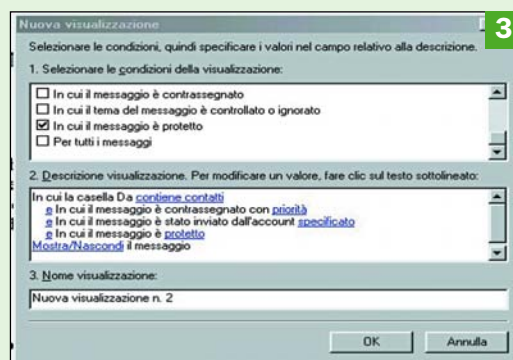 Nuova visualizzazione
3
Selezionare le condizioni, quindi specificare i valori nel campo relativo alla descrizione.
1. Selezionare le condizioni della visualizzazione:
In cui il messaggio è contrassegnato
In cui il tema del messaggio è controllato o ignorato
In cui il messaggio è protetto
Per tutti i messaggi
2. Descrizione visualizzazione. Per modificare un valore, fare clic sul testo sottolineato:
In cui la casella Da contiene contatti
e In cui il messaggio è contrassegnato con priorità
e In cui il messaggio è stato inviato dall'account specificato
e In cui il messaggio è protetto
Mostra/Nascondi il messaggio
3. Nome visualizzazione:
Nuova visualizzazione n. 2
OK Annulla